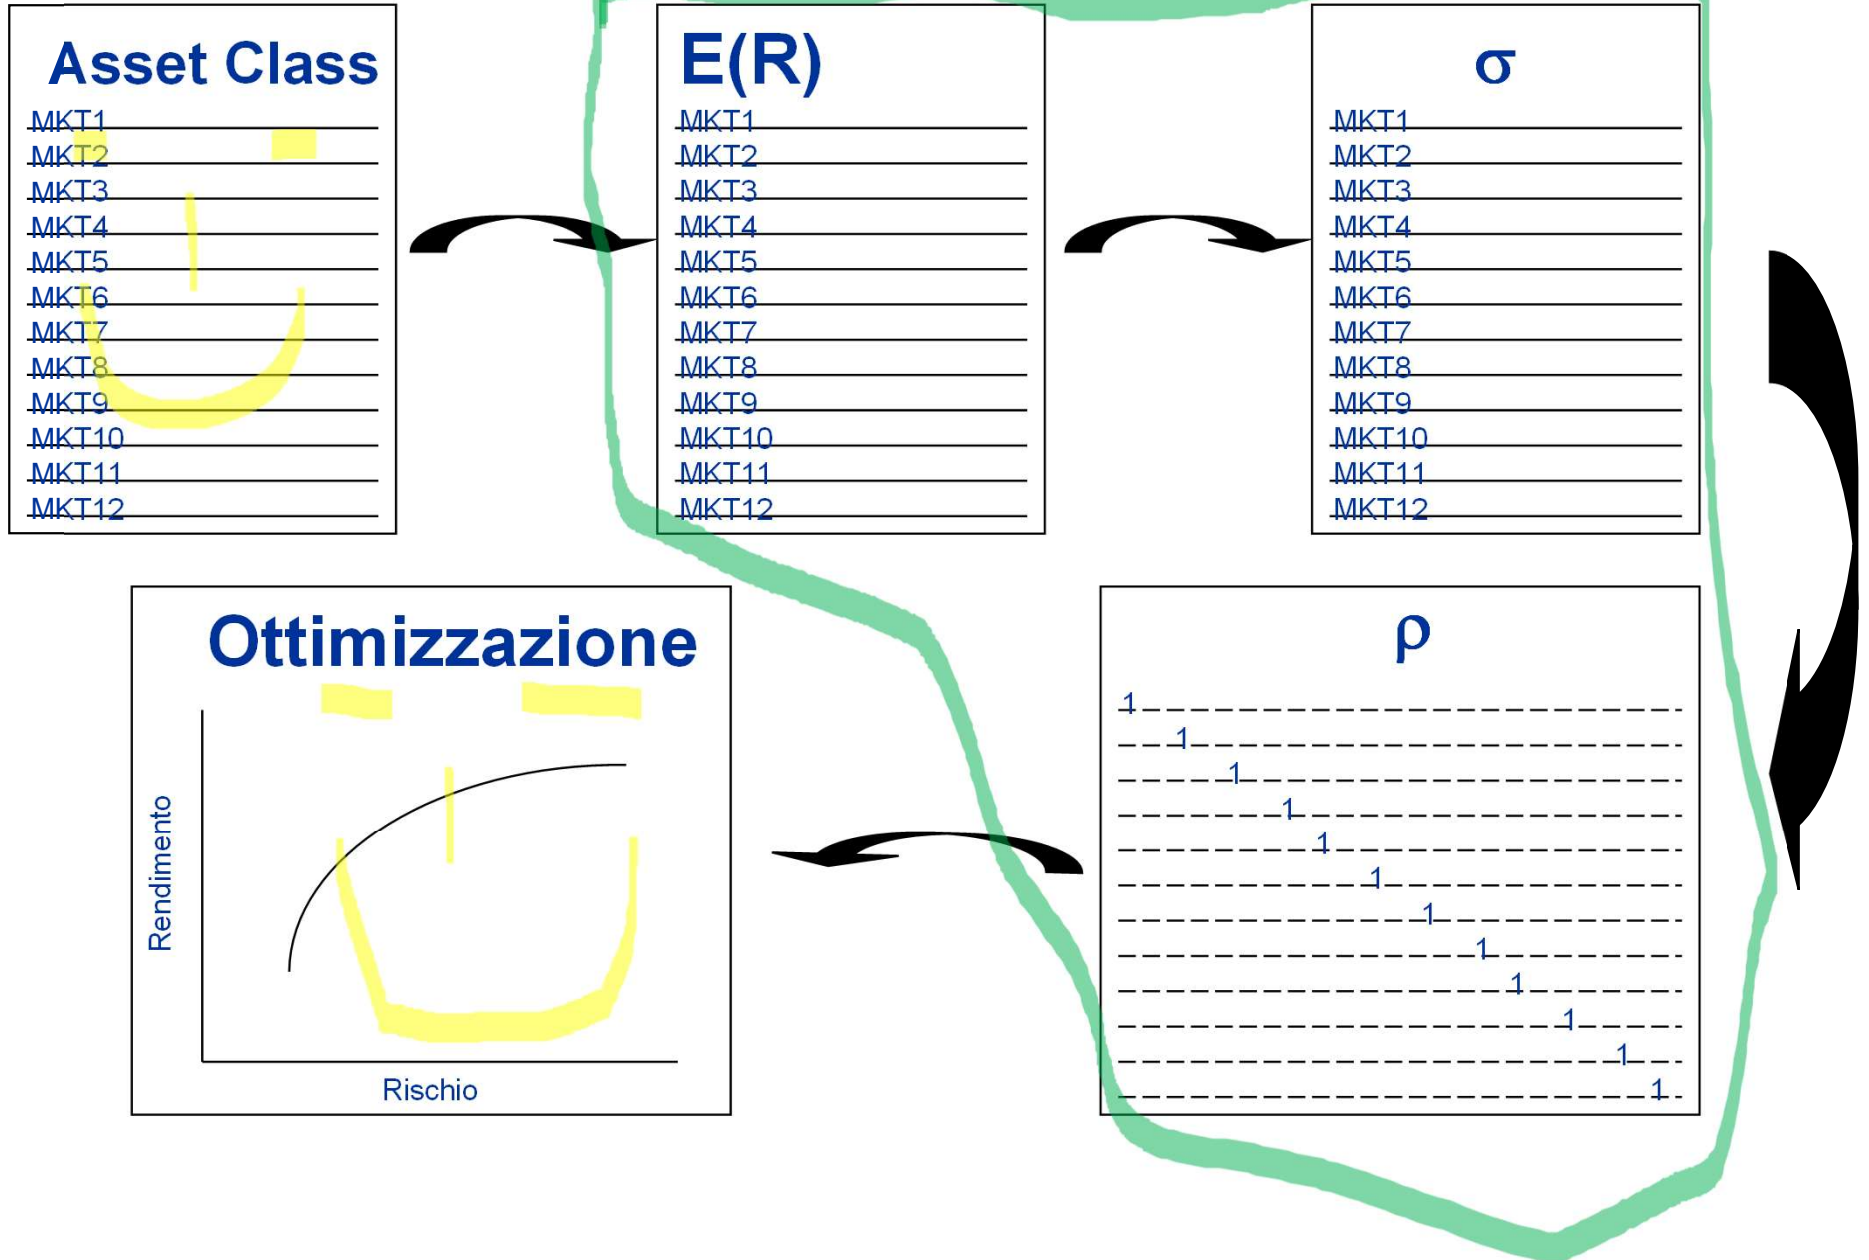 Asset Class
MKT1
MKT2
MKT3
MKT4
MKT5
MKT6
MKT7
MKT8
MKT9
MKT10
MKT11
MKT12
E(R)
MKT1
MKT2
MKT3
MKT4
MKT5
MKT6
MKT7
MKT8
MKT9
MKT10
MKT11
MKT12
σ
MKT1
MKT2
MKT3
MKT4
MKT5
MKT6
MKT7
MKT8
MKT9
MKT10
MKT11
MKT12
Ottimizzazione
Rendimento
Rischio
ρ
1
1
1
1
1
1
1
1
1
1
1
1